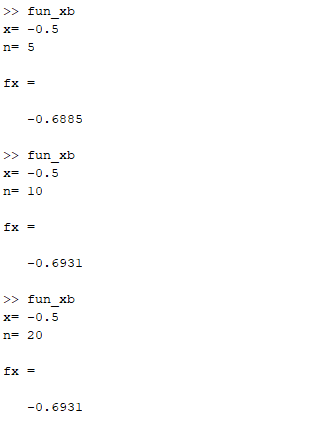 >> fun_xb
x= -0.5
n= 5
fx =
-0.6885
>> fun_xb
x= -0.5
n= 10
fx =
-0.6931
>> fun_xb
x= -0.5
n= 20
fx =
-0.6931